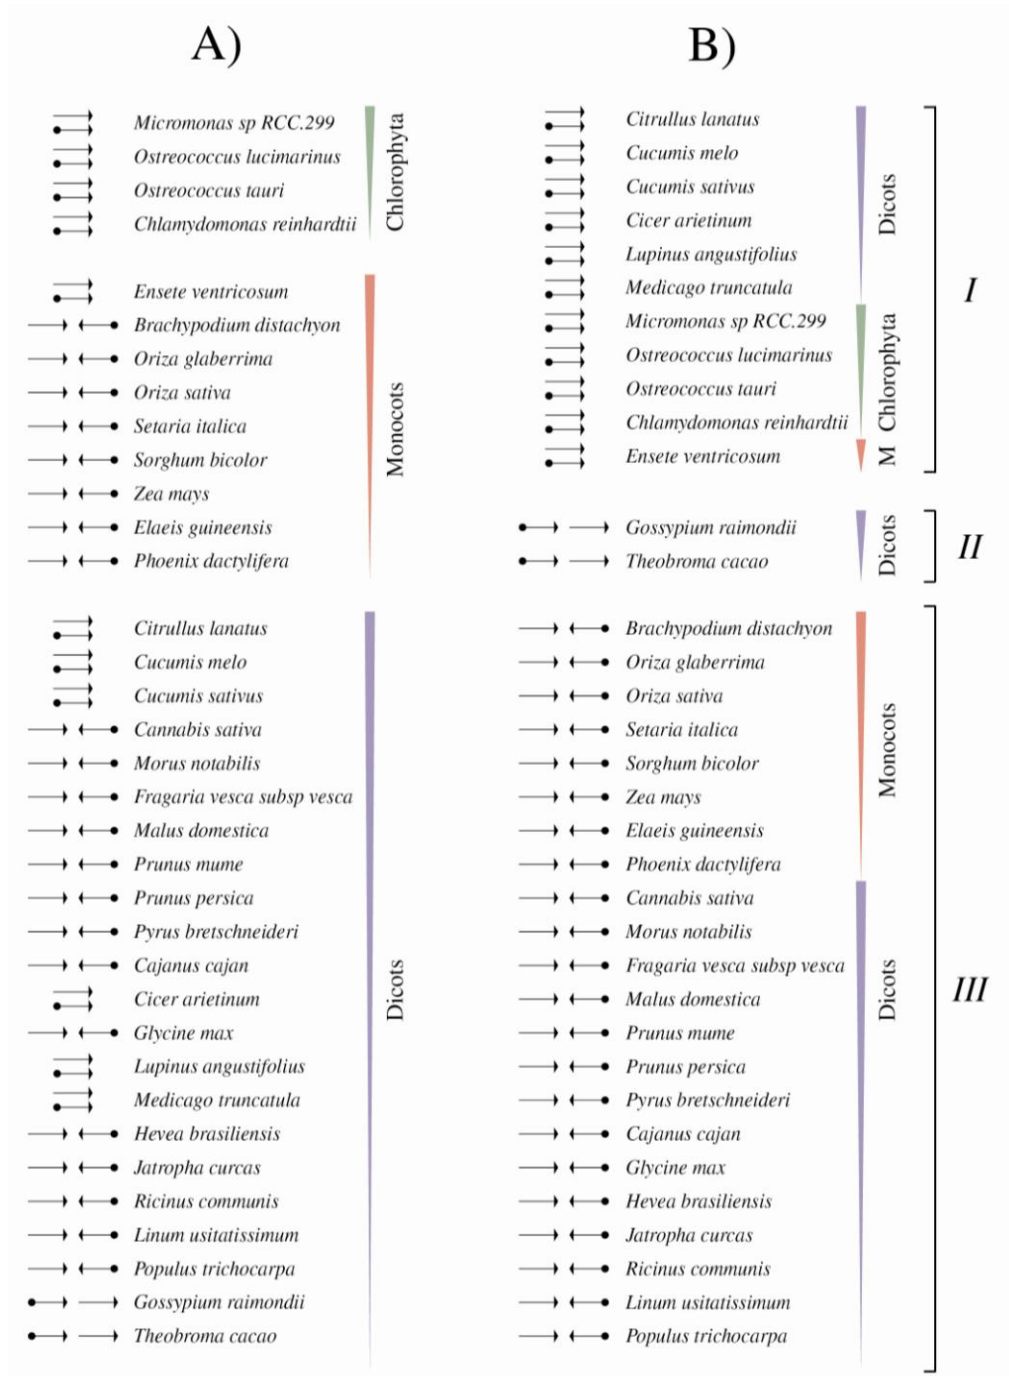 A)
Micromonas sp RCC.299
Ostreococcus lucimarinus
Ostreococcus tauri
Chlamydomonas reinhardtii
Chlorophyta
Ensete ventricosum
Brachypodium distachyon
Oriza glaberrima
Oriza sativa
Setaria italica
Sorghum bicolor
Zea mays
Elaeis guineensis
Phoenix dactylifera
Monocots
Citrullus lanatus
Cucumis melo
Cucumis sativus
Cannabis sativa
Morus notabilis
Fragaria vesca subsp vesca
Malus domestica
Prunus mume
Prunus persica
Pyrus bretschneideri
Cajanus cajan
Cicer arietinum
Glycine max
Lupinus angustifolius
Medicago truncatula
Hevea brasiliensis
Jatropha curcas
Ricinus communis
Linum usitatissimum
Populus trichocarpa
Gossypium raimondii
Theobroma cacao
Dicots
B)
Citrullus lanatus
Cucumis melo
Cucumis sativus
Cicer arietinum
Lupinus angustifolius
Medicago truncatula
Dicots
Micromonas sp RCC.299
Ostreococcus lucimarinus
Ostreococcus tauri
Chlamydomonas reinhardtii
Chlorophyta
Ensete ventricosum
M
I
Gossypium raimondii
Theobroma cacao
Dicots
II
Brachypodium distachyon
Oriza glaberrima
Oriza sativa
Setaria italica
Sorghum bicolor
Zea mays
Elaeis guineensis
Phoenix dactylifera
Monocots
Cannabis sativa
Morus notabilis
Fragaria vesca subsp vesca
Malus domestica
Prunus mume
Prunus persica
Pyrus bretschneideri
Cajanus cajan
Glycine max
Hevea brasiliensis
Jatropha curcas
Ricinus communis
Linum usitatissimum
Populus trichocarpa
Dicots
III